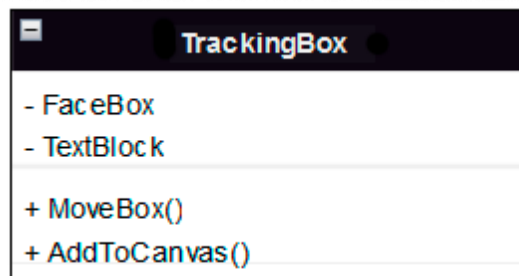 TrackingBox
- FaceBox
- TextBlock
+ MoveBox()
+ AddToCanvas()